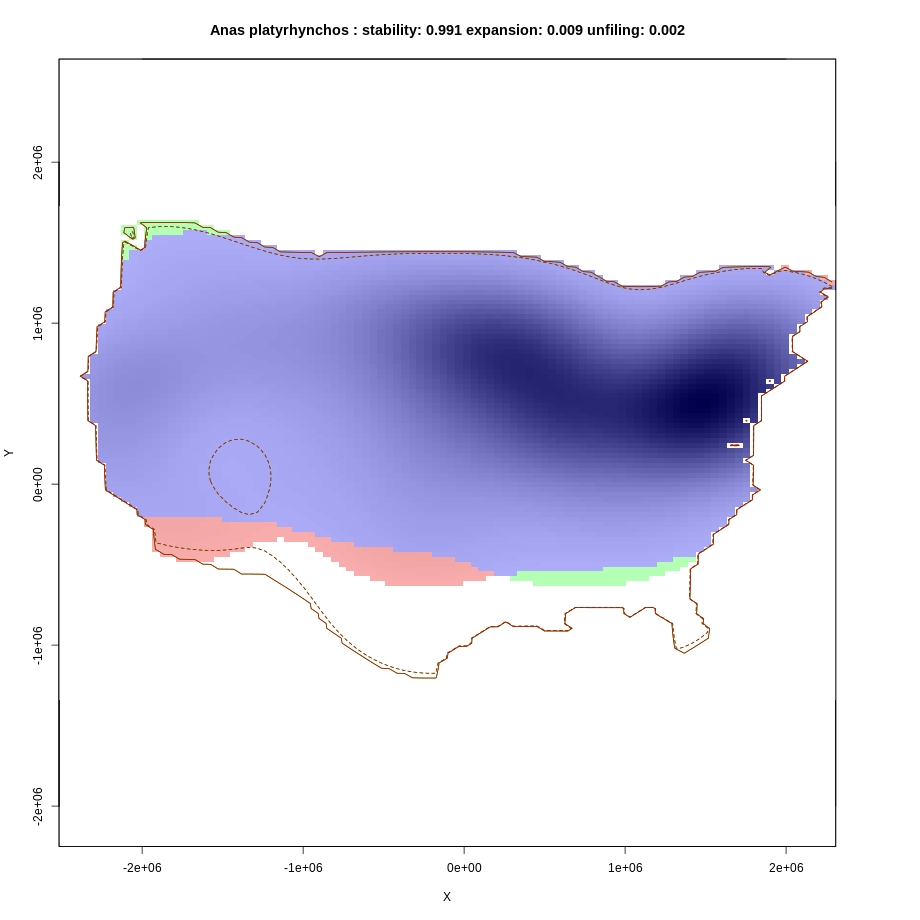 Anas platyrhynchos : stability: 0.991 expansion: 0.009 unfiling: 0.002
2e+06
1e+06
0e+00
-1e+06
-2e+06
Y
-2e+06 -1e+06 0e+00 1e+06 2e+06
X